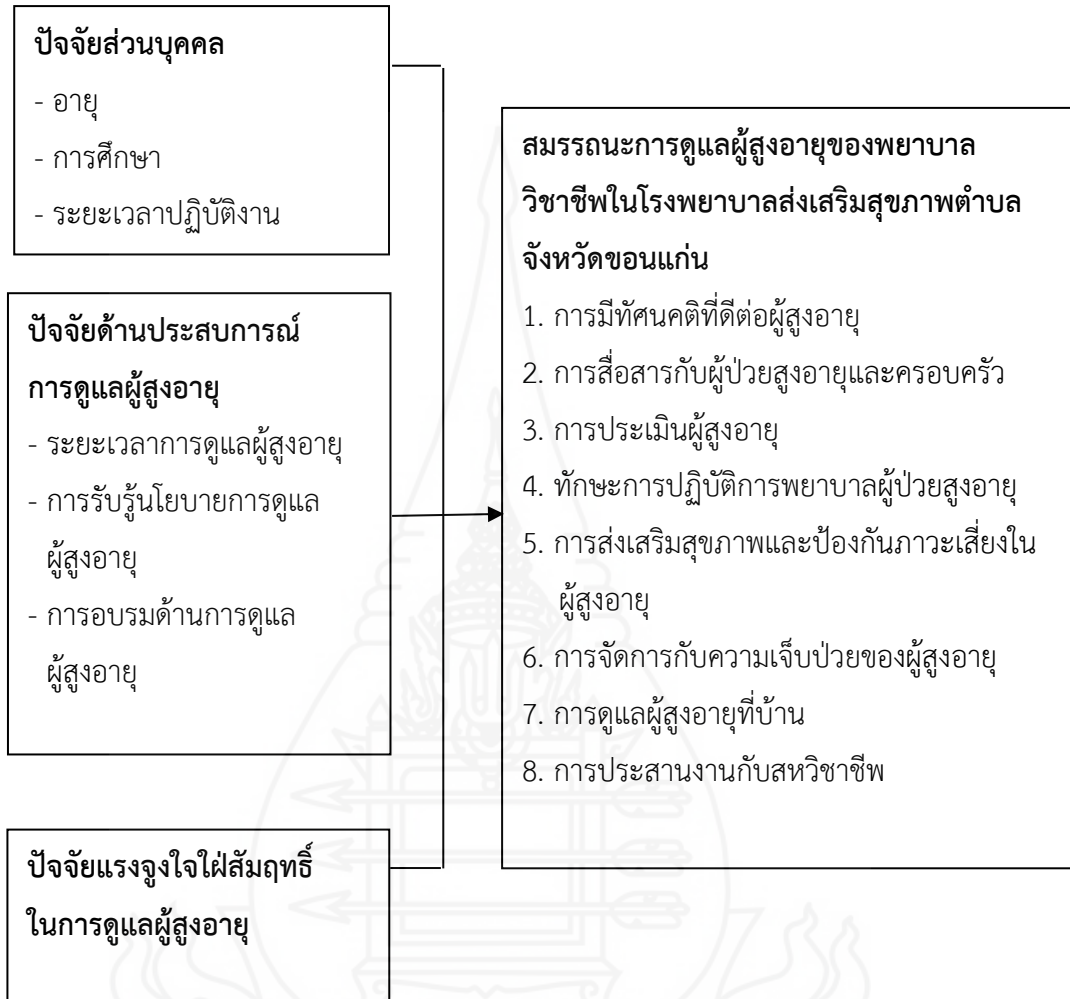 ปัจจัยส่วนบุคคล
- อายุ
- การศึกษา
- ระยะเวลาปฏิบัติงาน
ปัจจัยด้านประสบการณ์
การดูแลผู้สูงอายุ
- ระยะเวลาการดูแลผู้สูงอายุ
- การรับรู้นโยบายการดูแล
ผู้สูงอายุ
- การอบรมด้านการดูแล
ผู้สูงอายุ
ปัจจัยแรงจูงใจใฝ่สัมฤทธิ์
ในการดูแลผู้สูงอายุ
สมรรถนะการดูแลผู้สูงอายุของพยาบาล
วิชาชีพในโรงพยาบาลส่งเสริมสุขภาพตำบล
จังหวัดขอนแก่น
1. การมีทัศนคติที่ดีต่อผู้สูงอายุ
2. การสื่อสารกับผู้ป่วยสูงอายุและครอบครัว
3. การประเมินผู้สูงอายุ
4. ทักษะการปฏิบัติการพยาบาลผู้ป่วยสูงอายุ
5. การส่งเสริมสุขภาพและป้องกันภาวะเสี่ยงใน
ผู้สูงอายุ
6. การจัดการกับความเจ็บป่วยของผู้สูงอายุ
7. การดูแลผู้สูงอายุที่บ้าน
8. การประสานงานกับสหวิชาชีพ